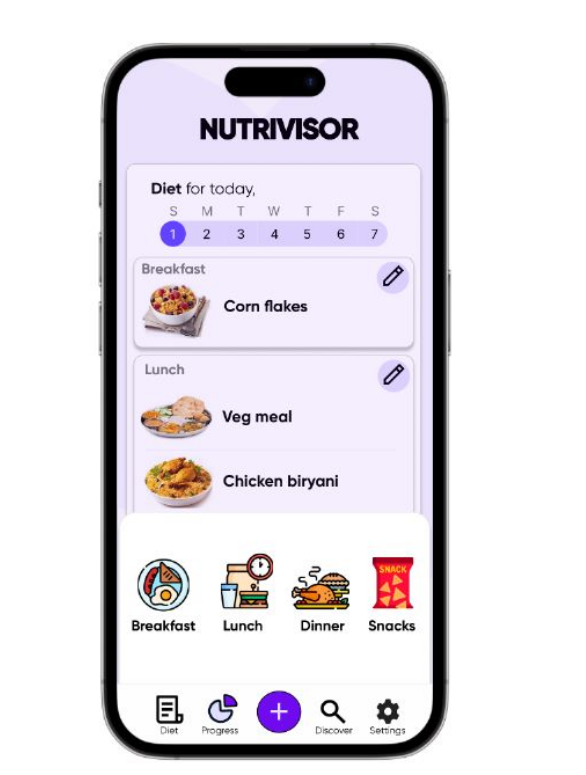 NUTRIVISOR
Diet for today,
S M T W T F S
1 2 3 4 5 6 7
Breakfast
Corn flakes
Lunch
Veg meal
Chicken biryani
SNACK
Breakfast Lunch Dinner Snacks
Diet Progress + Discover Settings